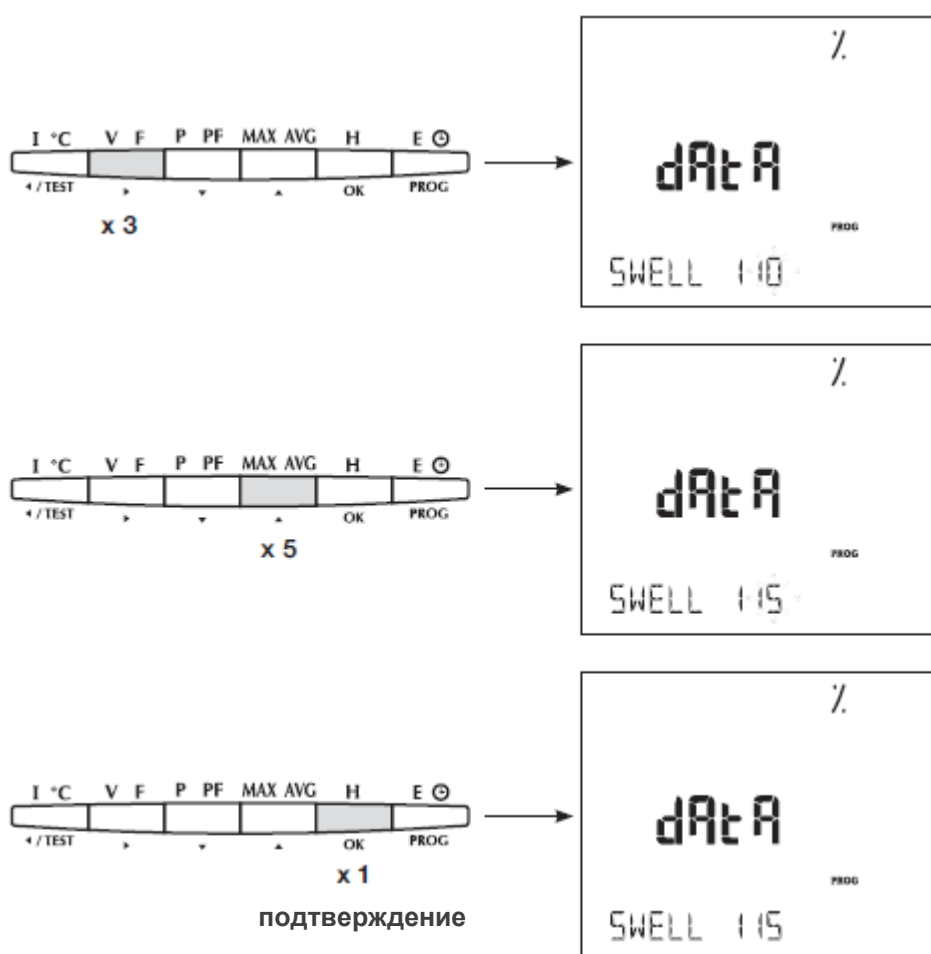 %
I °C V F P PF MAX AVG H E
/ TEST OK PROG
x 3
dAtA
PROG
SWELL 110
%
I °C V F P PF MAX AVG H E
/ TEST OK PROG
x 5
dAtA
PROG
SWELL 115
%
I °C V F P PF MAX AVG H E
/ TEST OK PROG
x 1
подтверждение
dAtA
PROG
SWELL 115